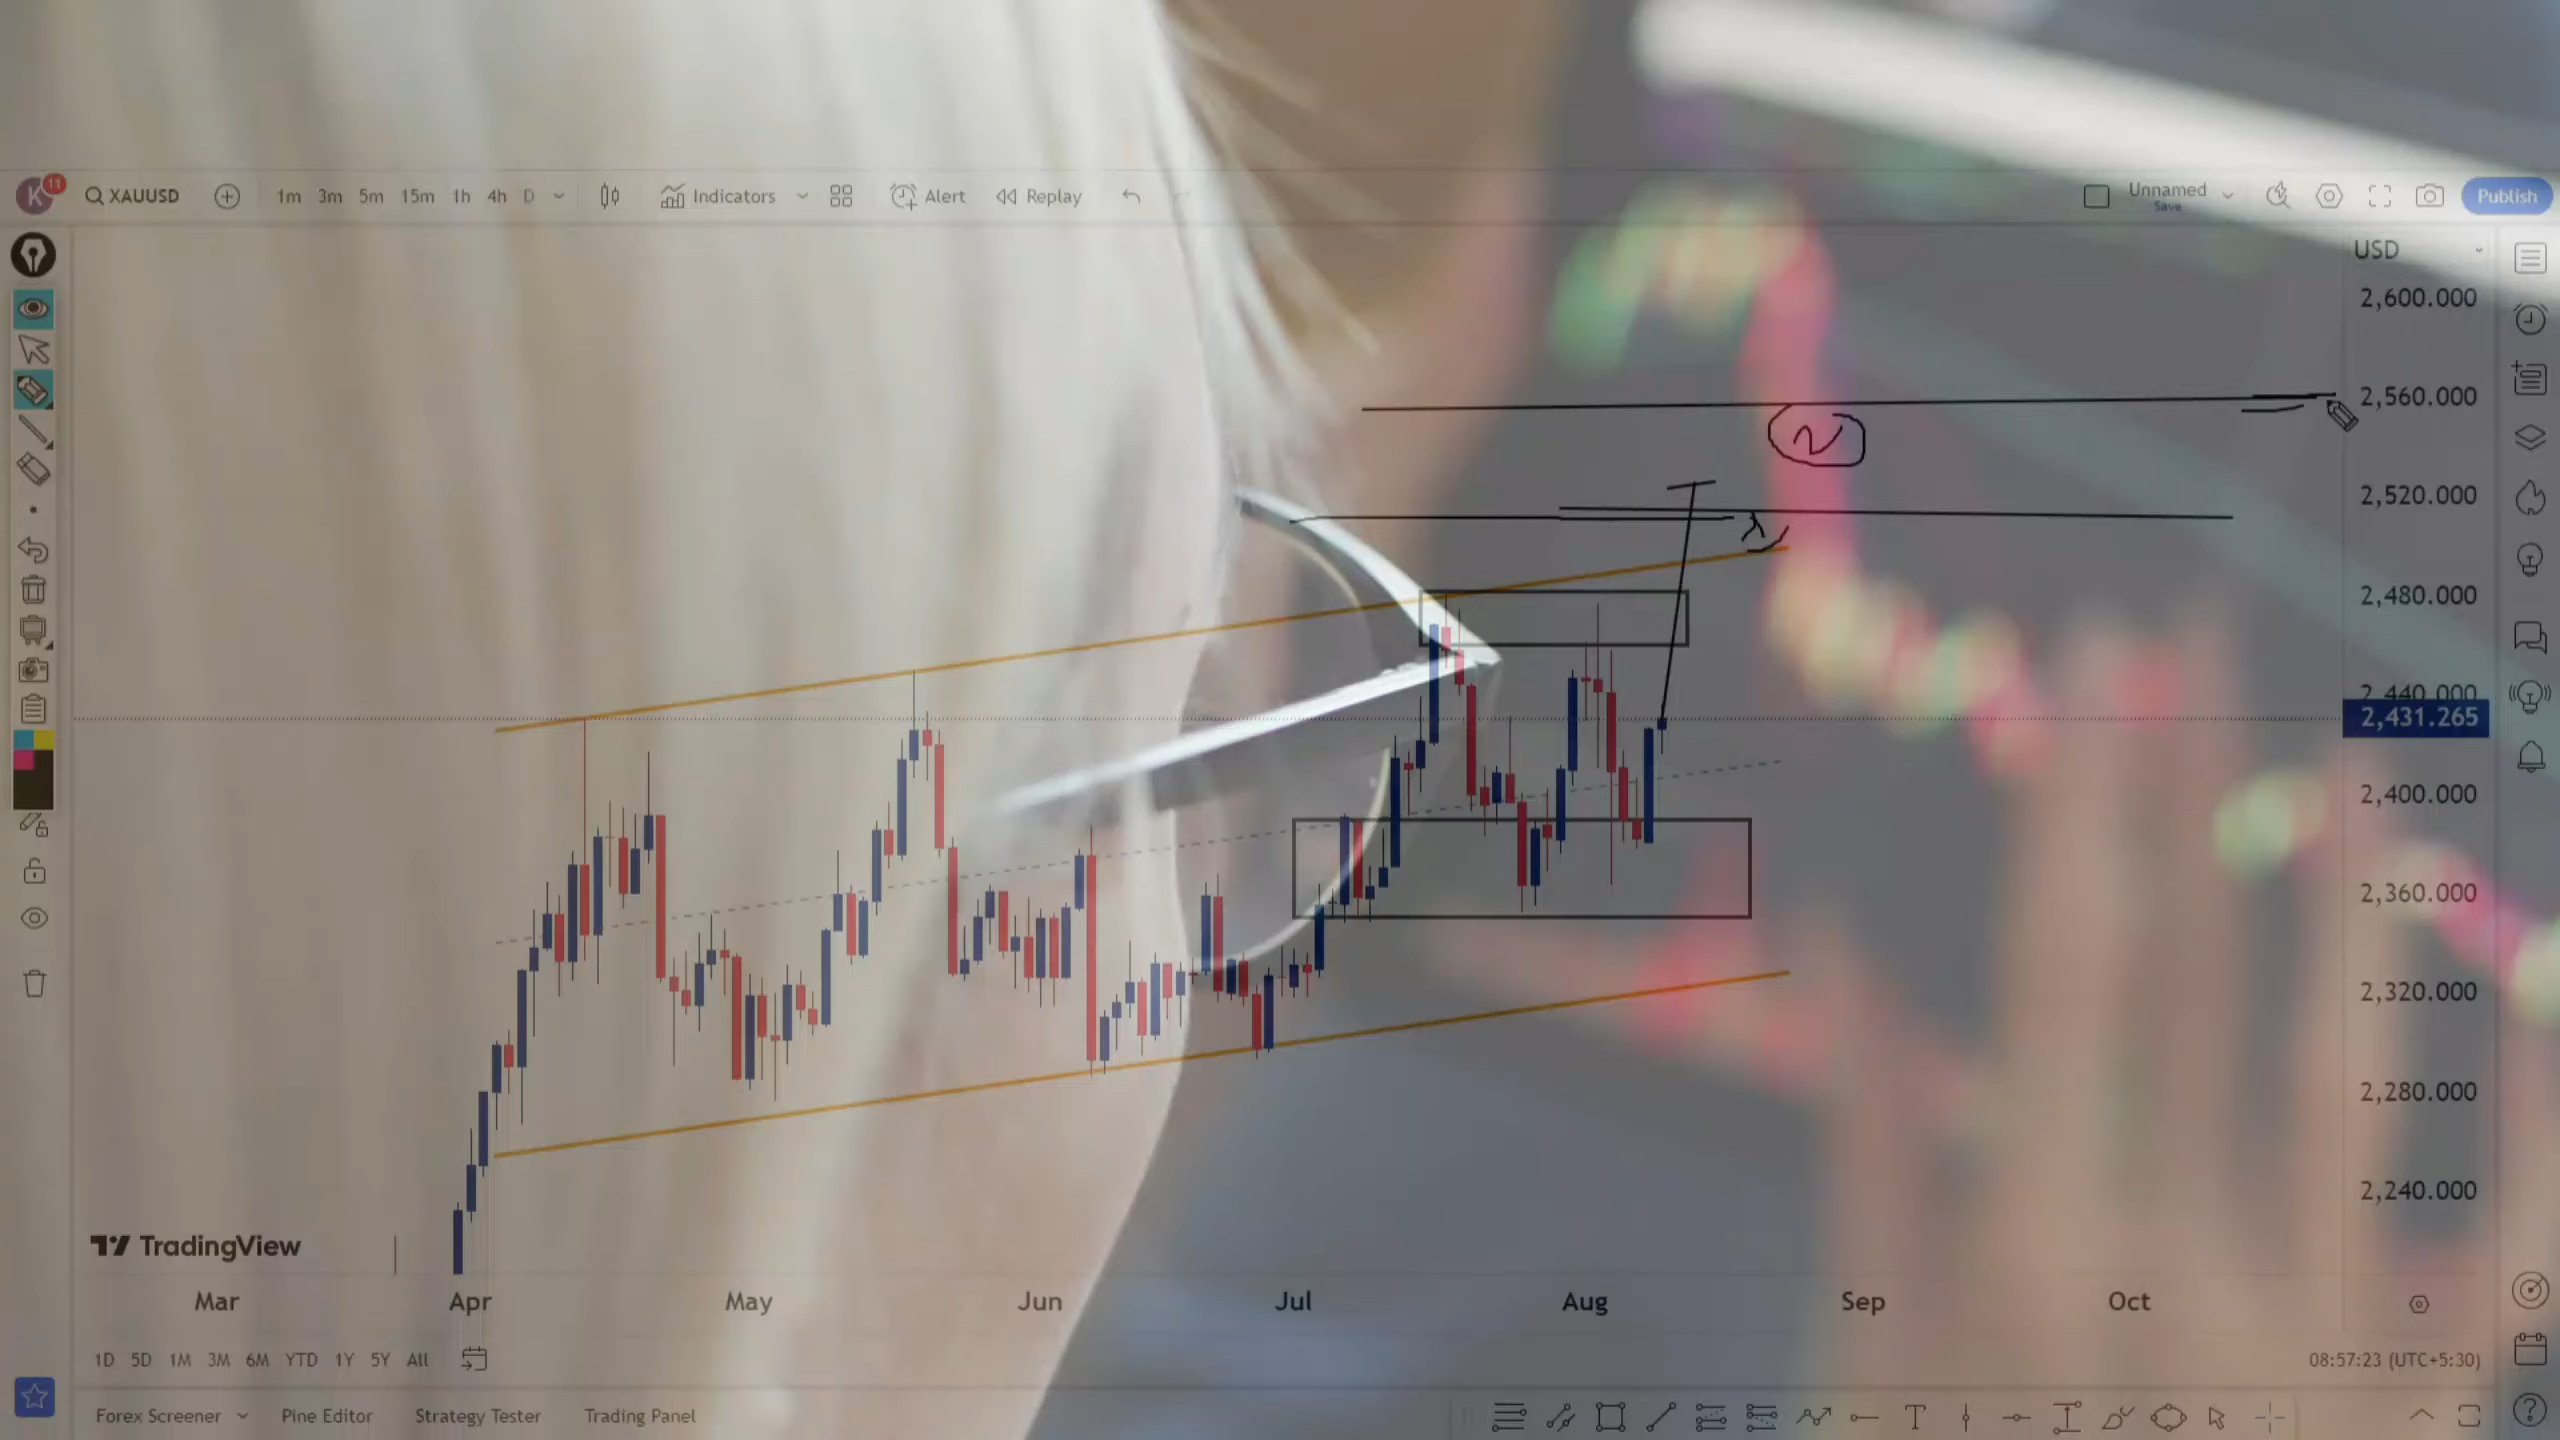 K 11 XAUUSD 1m 3m 5m 15m 1h 4h D Indicators Alert Replay Unnamed Save Publish
USD
2,600.000
2,560.000
2,520.000
2,480.000
2,440.000
2,431.265
2,400.000
2,360.000
2,320.000
2,280.000
2,240.000
TradingView
Mar Apr May Jun Jul Aug Sep Oct
1D 5D 1M 3M 6M YTD 1Y 5Y All 08:57:23 (UTC+5:30)
Forex Screener Pine Editor Strategy Tester Trading Panel